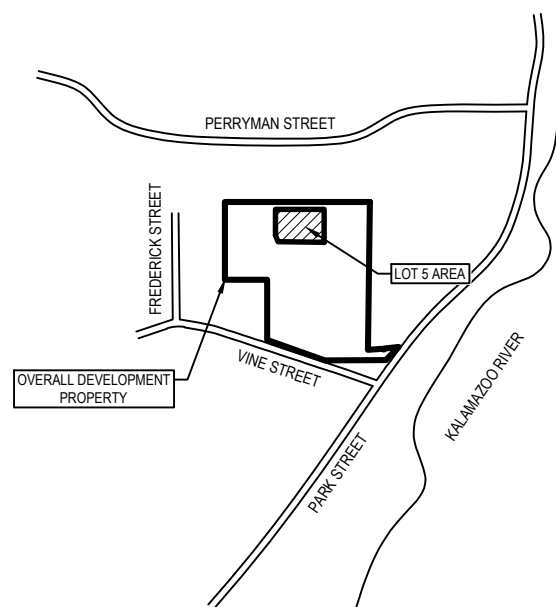 PERRYMAN STREET
FREDERICK STREET
LOT 5 AREA
VINE STREET
OVERALL DEVELOPMENT
PROPERTY
KALAMAZOO RIVER
PARK STREET